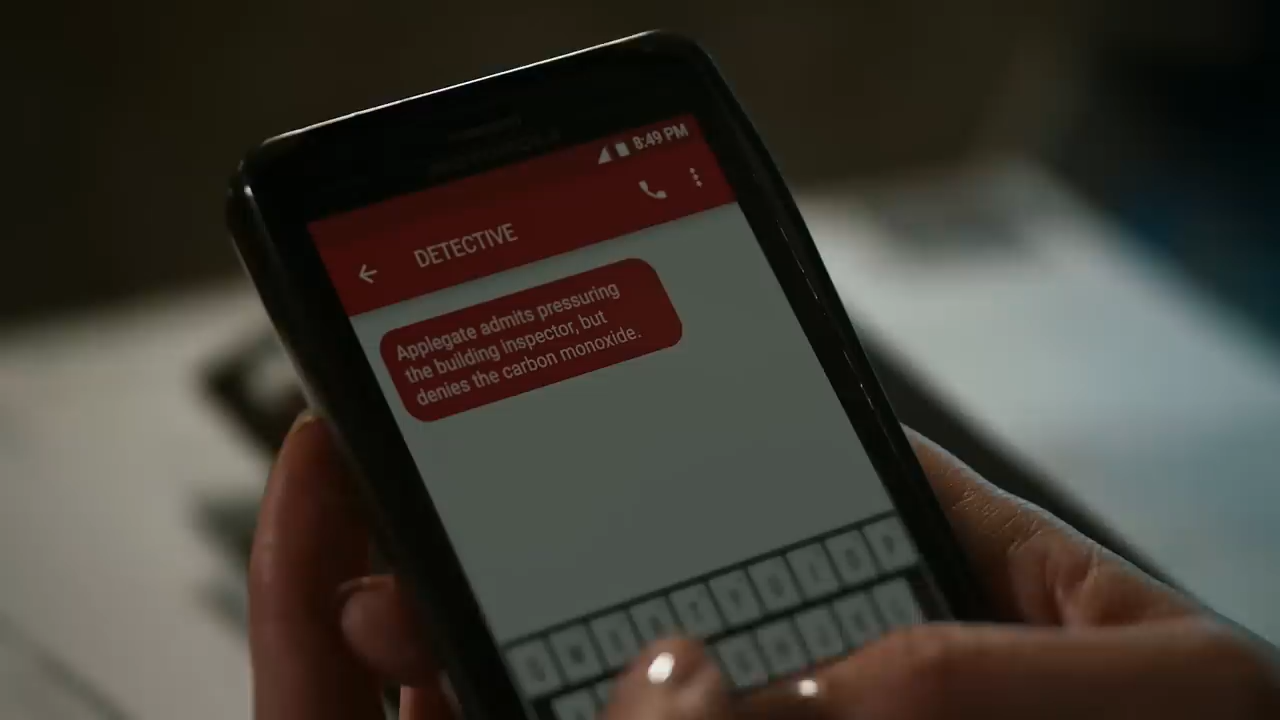 8:49 PM
DETECTIVE
Applegate admits pressuring
the building inspector, but
denies the carbon monoxide.